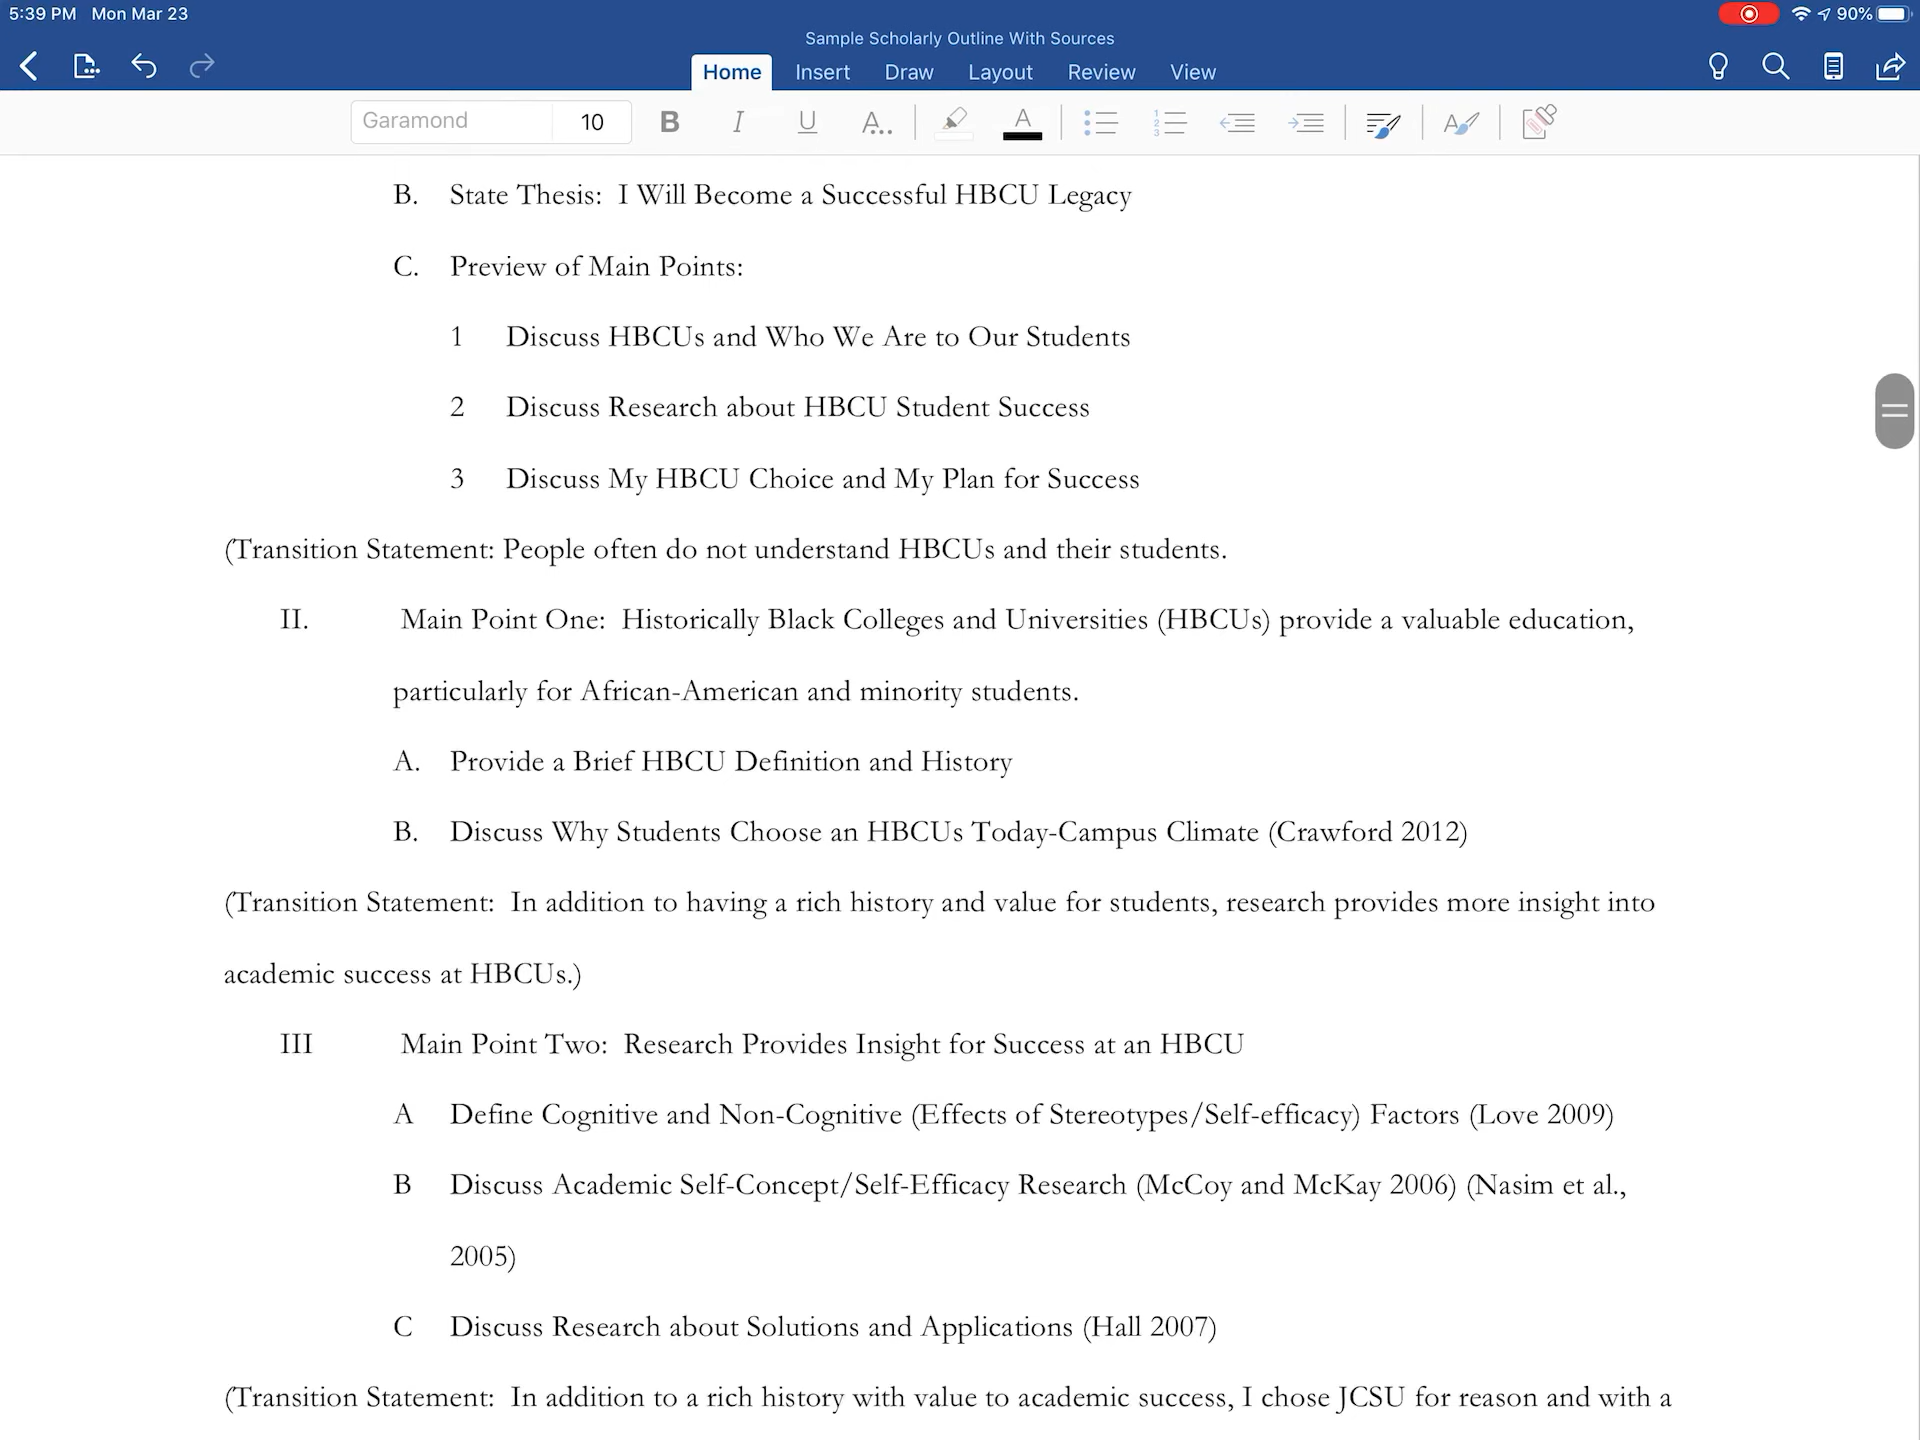 5:39 PM Mon Mar 23
90%
Sample Scholarly Outline With Sources
Home Insert Draw Layout Review View
Garamond 10 B I U A.. A
B. State Thesis: I Will Become a Successful HBCU Legacy
C. Preview of Main Points:
1 Discuss HBCUs and Who We Are to Our Students
2 Discuss Research about HBCU Student Success
3 Discuss My HBCU Choice and My Plan for Success
(Transition Statement: People often do not understand HBCUs and their students.
II. Main Point One: Historically Black Colleges and Universities (HBCUs) provide a valuable education,
particularly for African-American and minority students.
A. Provide a Brief HBCU Definition and History
B. Discuss Why Students Choose an HBCUs Today-Campus Climate (Crawford 2012)
(Transition Statement: In addition to having a rich history and value for students, research provides more insight into
academic success at HBCUs.)
III Main Point Two: Research Provides Insight for Success at an HBCU
A Define Cognitive and Non-Cognitive (Effects of Stereotypes/Self-efficacy) Factors (Love 2009)
B Discuss Academic Self-Concept/Self-Efficacy Research (McCoy and McKay 2006) (Nasim et al.,
2005)
C Discuss Research about Solutions and Applications (Hall 2007)
(Transition Statement: In addition to a rich history with value to academic success, I chose JCSU for reason and with a